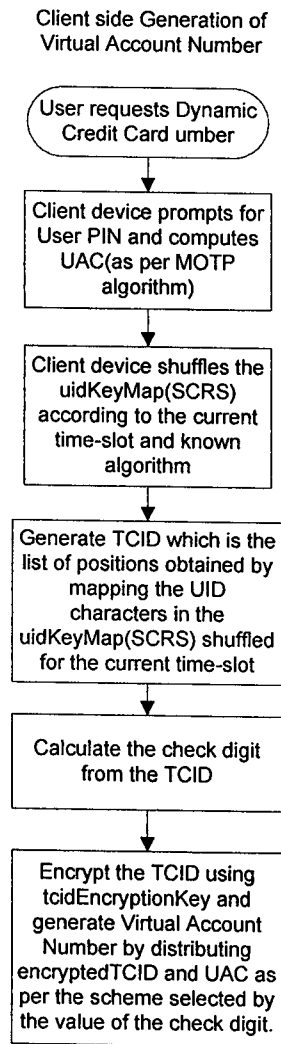 Client side Generation of
Virtual Account Number
User requests Dynamic
Credit Card umber
Client device prompts for
User PIN and computes
UAC(as per MOTP
algorithm)
Client device shuffles the
uidKeyMap(SCRS)
according to the current
time-slot and known
algorithm
Generate TCID which is the
list of positions obtained by
mapping the UID
characters in the
uidKeyMap(SCRS) shuffled
for the current time-slot
Calculate the check digit
from the TCID
Encrypt the TCID using
tcidEncryptionKey and
generate Virtual Account
Number by distributing
encryptedTCID and UAC as
per the scheme selected by
the value of the check digit.